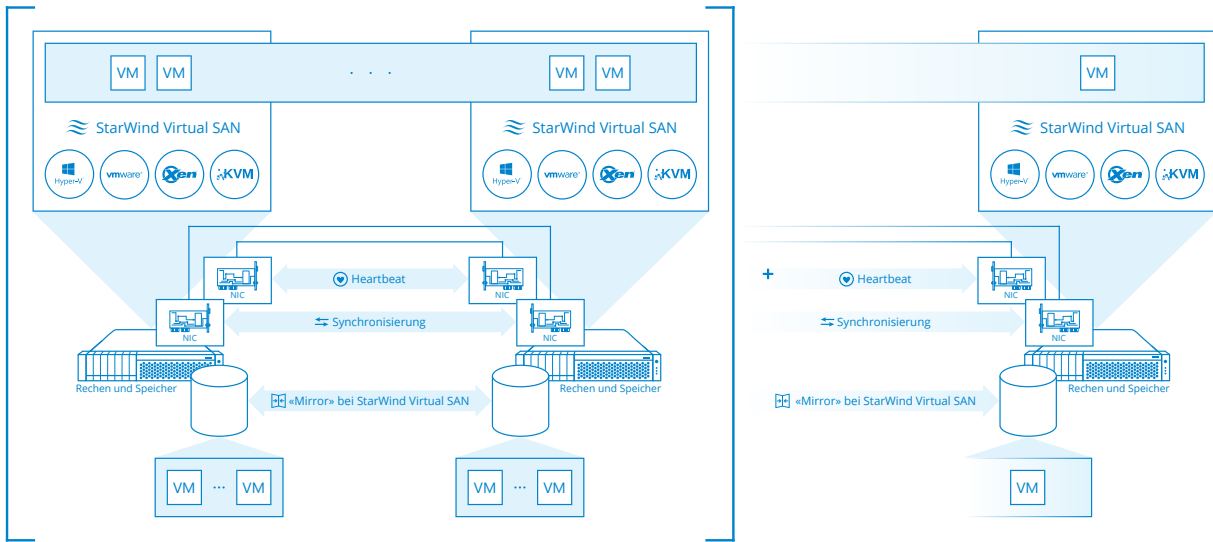 VM VM . . . VM VM VM
StarWind Virtual SAN StarWind Virtual SAN StarWind Virtual SAN
Hyper-V vmware Xen KVM Hyper-V vmware Xen KVM Hyper-V vmware Xen KVM
NIC Heartbeat NIC + Heartbeat NIC
NIC Synchronisierung NIC Synchronisierung NIC
Rechen und Speicher Rechen und Speicher Rechen und Speicher
«Mirror» bei StarWind Virtual SAN «Mirror» bei StarWind Virtual SAN
VM ... VM VM ... VM VM